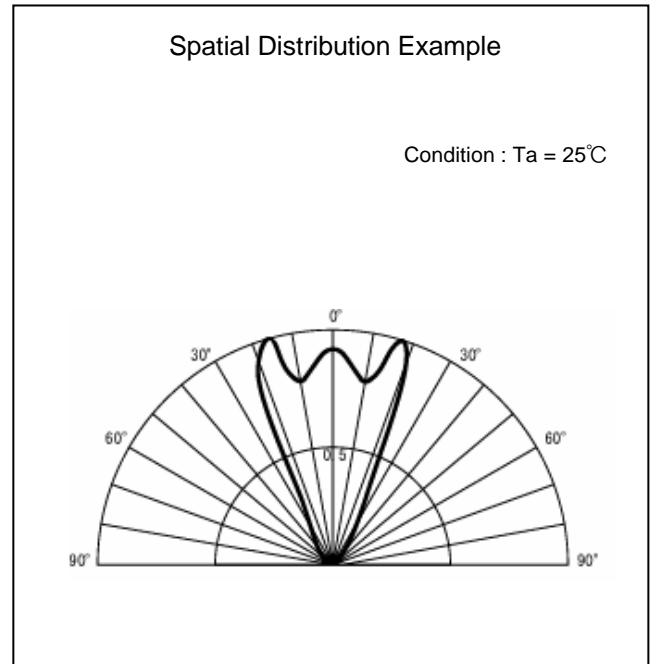 Spatial Distribution Example
Condition : Ta = 25℃
0°
30° 30°
60° 60°
0.5
90° 90°